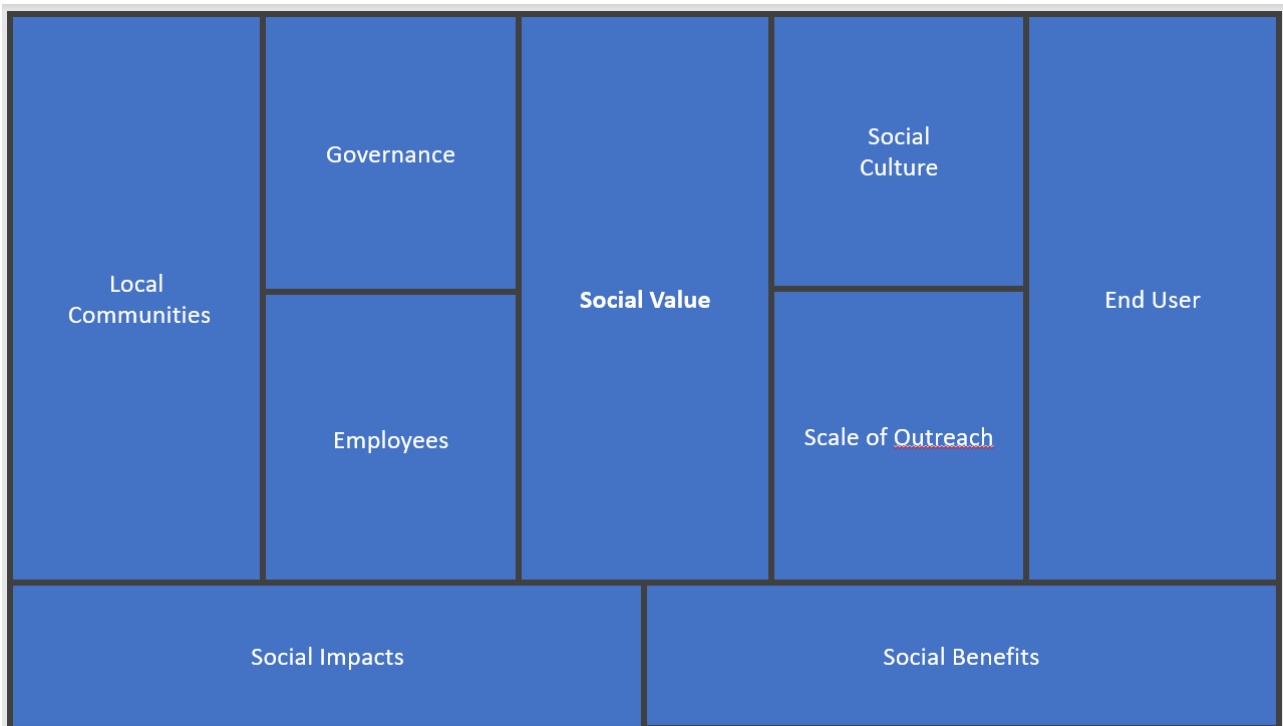 Local
Communities
Governance
Employees
Social Value
Social
Culture
Scale of Outreach
End User
Social Impacts
Social Benefits